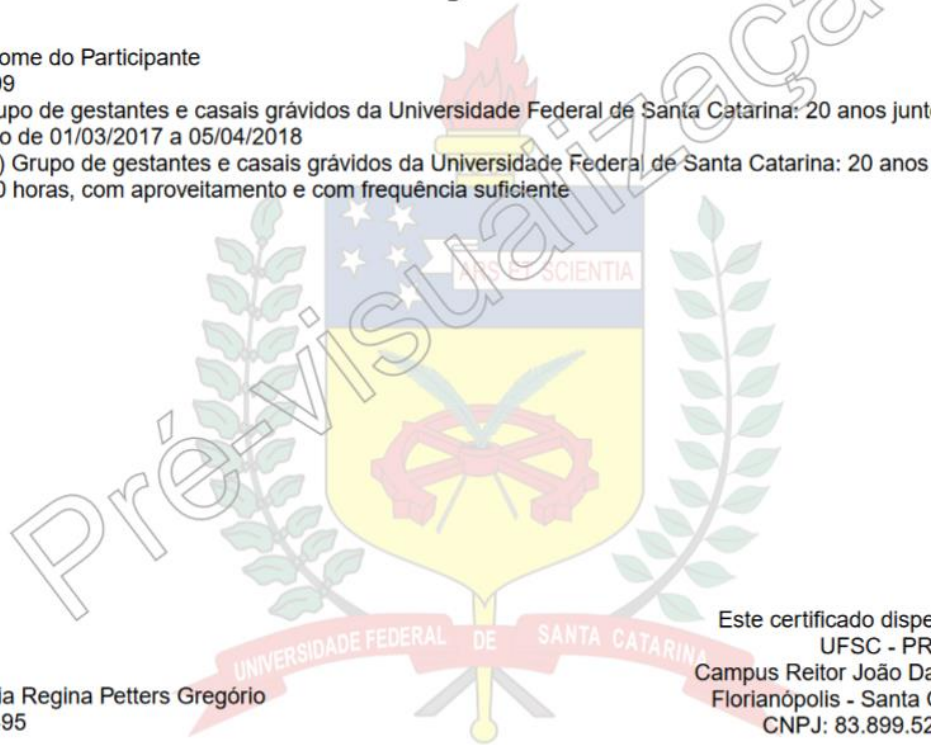 ome do Participante
09
upo de gestantes e casais grávidos da Universidade Federal de Santa Catarina: 20 anos junt
o de 01/03/2017 a 05/04/2018
) Grupo de gestantes e casais grávidos da Universidade Federal de Santa Catarina: 20 anos
0 horas, com aproveitamento e com frequência suficiente
Pré-visualizaçã
ARS ET SCIENTIA
UNIVERSIDADE FEDERAL DE SANTA CATARINA
Este certificado dispe
UFSC - PR
Campus Reitor João Da
Florianópolis - Santa
CNPJ: 83.899.52
ia Regina Petters Gregório
95